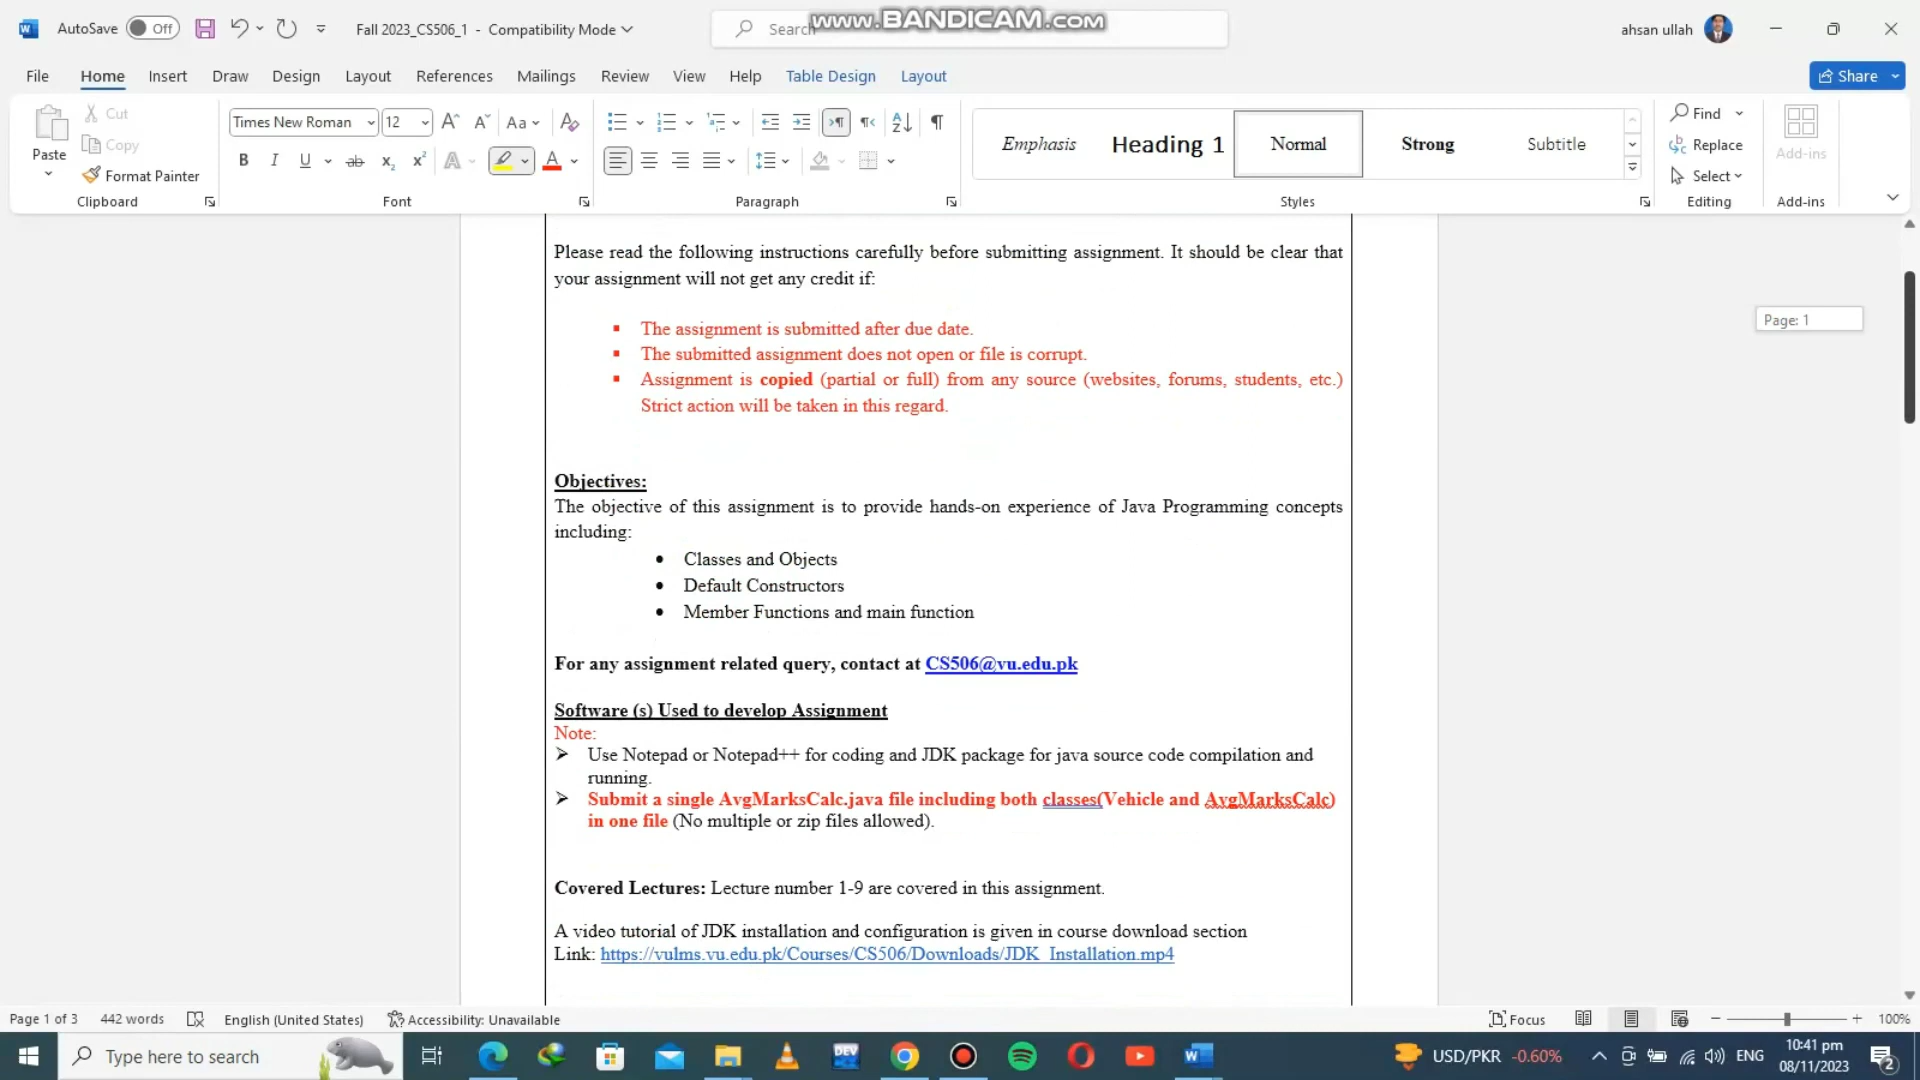 www.BANDICAM.com
AutoSave Off Fall 2023_CS506_1 - Compatibility Mode Search ahsan ullah
File Home Insert Draw Design Layout References Mailings Review View Help Table Design Layout Share
Paste Cut Copy Format Painter
Times New Roman 12
Emphasis Heading 1 Normal Strong Subtitle
Find Replace Select
Add-ins
Clipboard Font Paragraph Styles Editing Add-ins
Please read the following instructions carefully before submitting assignment. It should be clear that
your assignment will not get any credit if:
Page: 1
▪ The assignment is submitted after due date.
▪ The submitted assignment does not open or file is corrupt.
▪ Assignment is copied (partial or full) from any source (websites, forums, students, etc.)
Strict action will be taken in this regard.
Objectives:
The objective of this assignment is to provide hands-on experience of Java Programming concepts
including:
• Classes and Objects
• Default Constructors
• Member Functions and main function
For any assignment related query, contact at CS506@vu.edu.pk
Software (s) Used to develop Assignment
Note:
➢ Use Notepad or Notepad++ for coding and JDK package for java source code compilation and
running.
➢ Submit a single AvgMarksCalc.java file including both classes(Vehicle and AvgMarksCalc)
in one file (No multiple or zip files allowed).
Covered Lectures: Lecture number 1-9 are covered in this assignment.
A video tutorial of JDK installation and configuration is given in course download section
Link: https://vulms.vu.edu.pk/Courses/CS506/Downloads/JDK_Installation.mp4
Page 1 of 3 442 words English (United States) Accessibility: Unavailable Focus 100%
Type here to search DEV USD/PKR -0.60% ENG 10:41 pm
08/11/2023 2